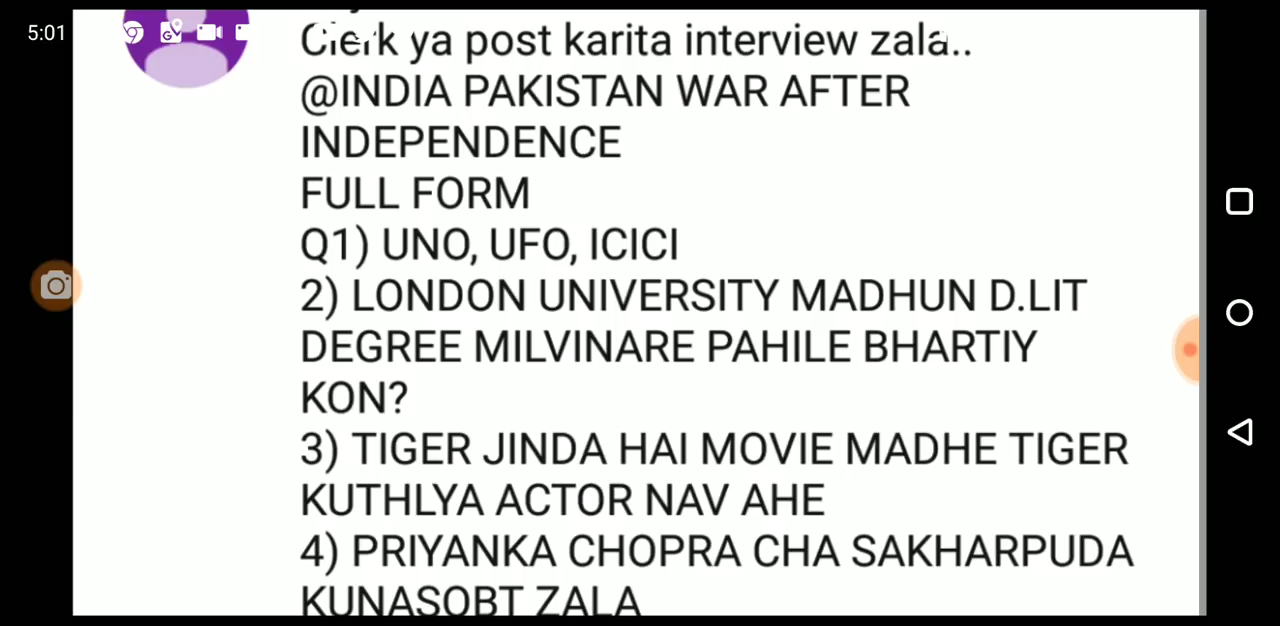 5:01
Clerk ya post karita interview zala..
@INDIA PAKISTAN WAR AFTER
INDEPENDENCE
FULL FORM
Q1) UNO, UFO, ICICI
2) LONDON UNIVERSITY MADHUN D.LIT
DEGREE MILVINARE PAHILE BHARTIY
KON?
3) TIGER JINDA HAI MOVIE MADHE TIGER
KUTHLYA ACTOR NAV AHE
4) PRIYANKA CHOPRA CHA SAKHARPUDA
KUNASOBT ZALA